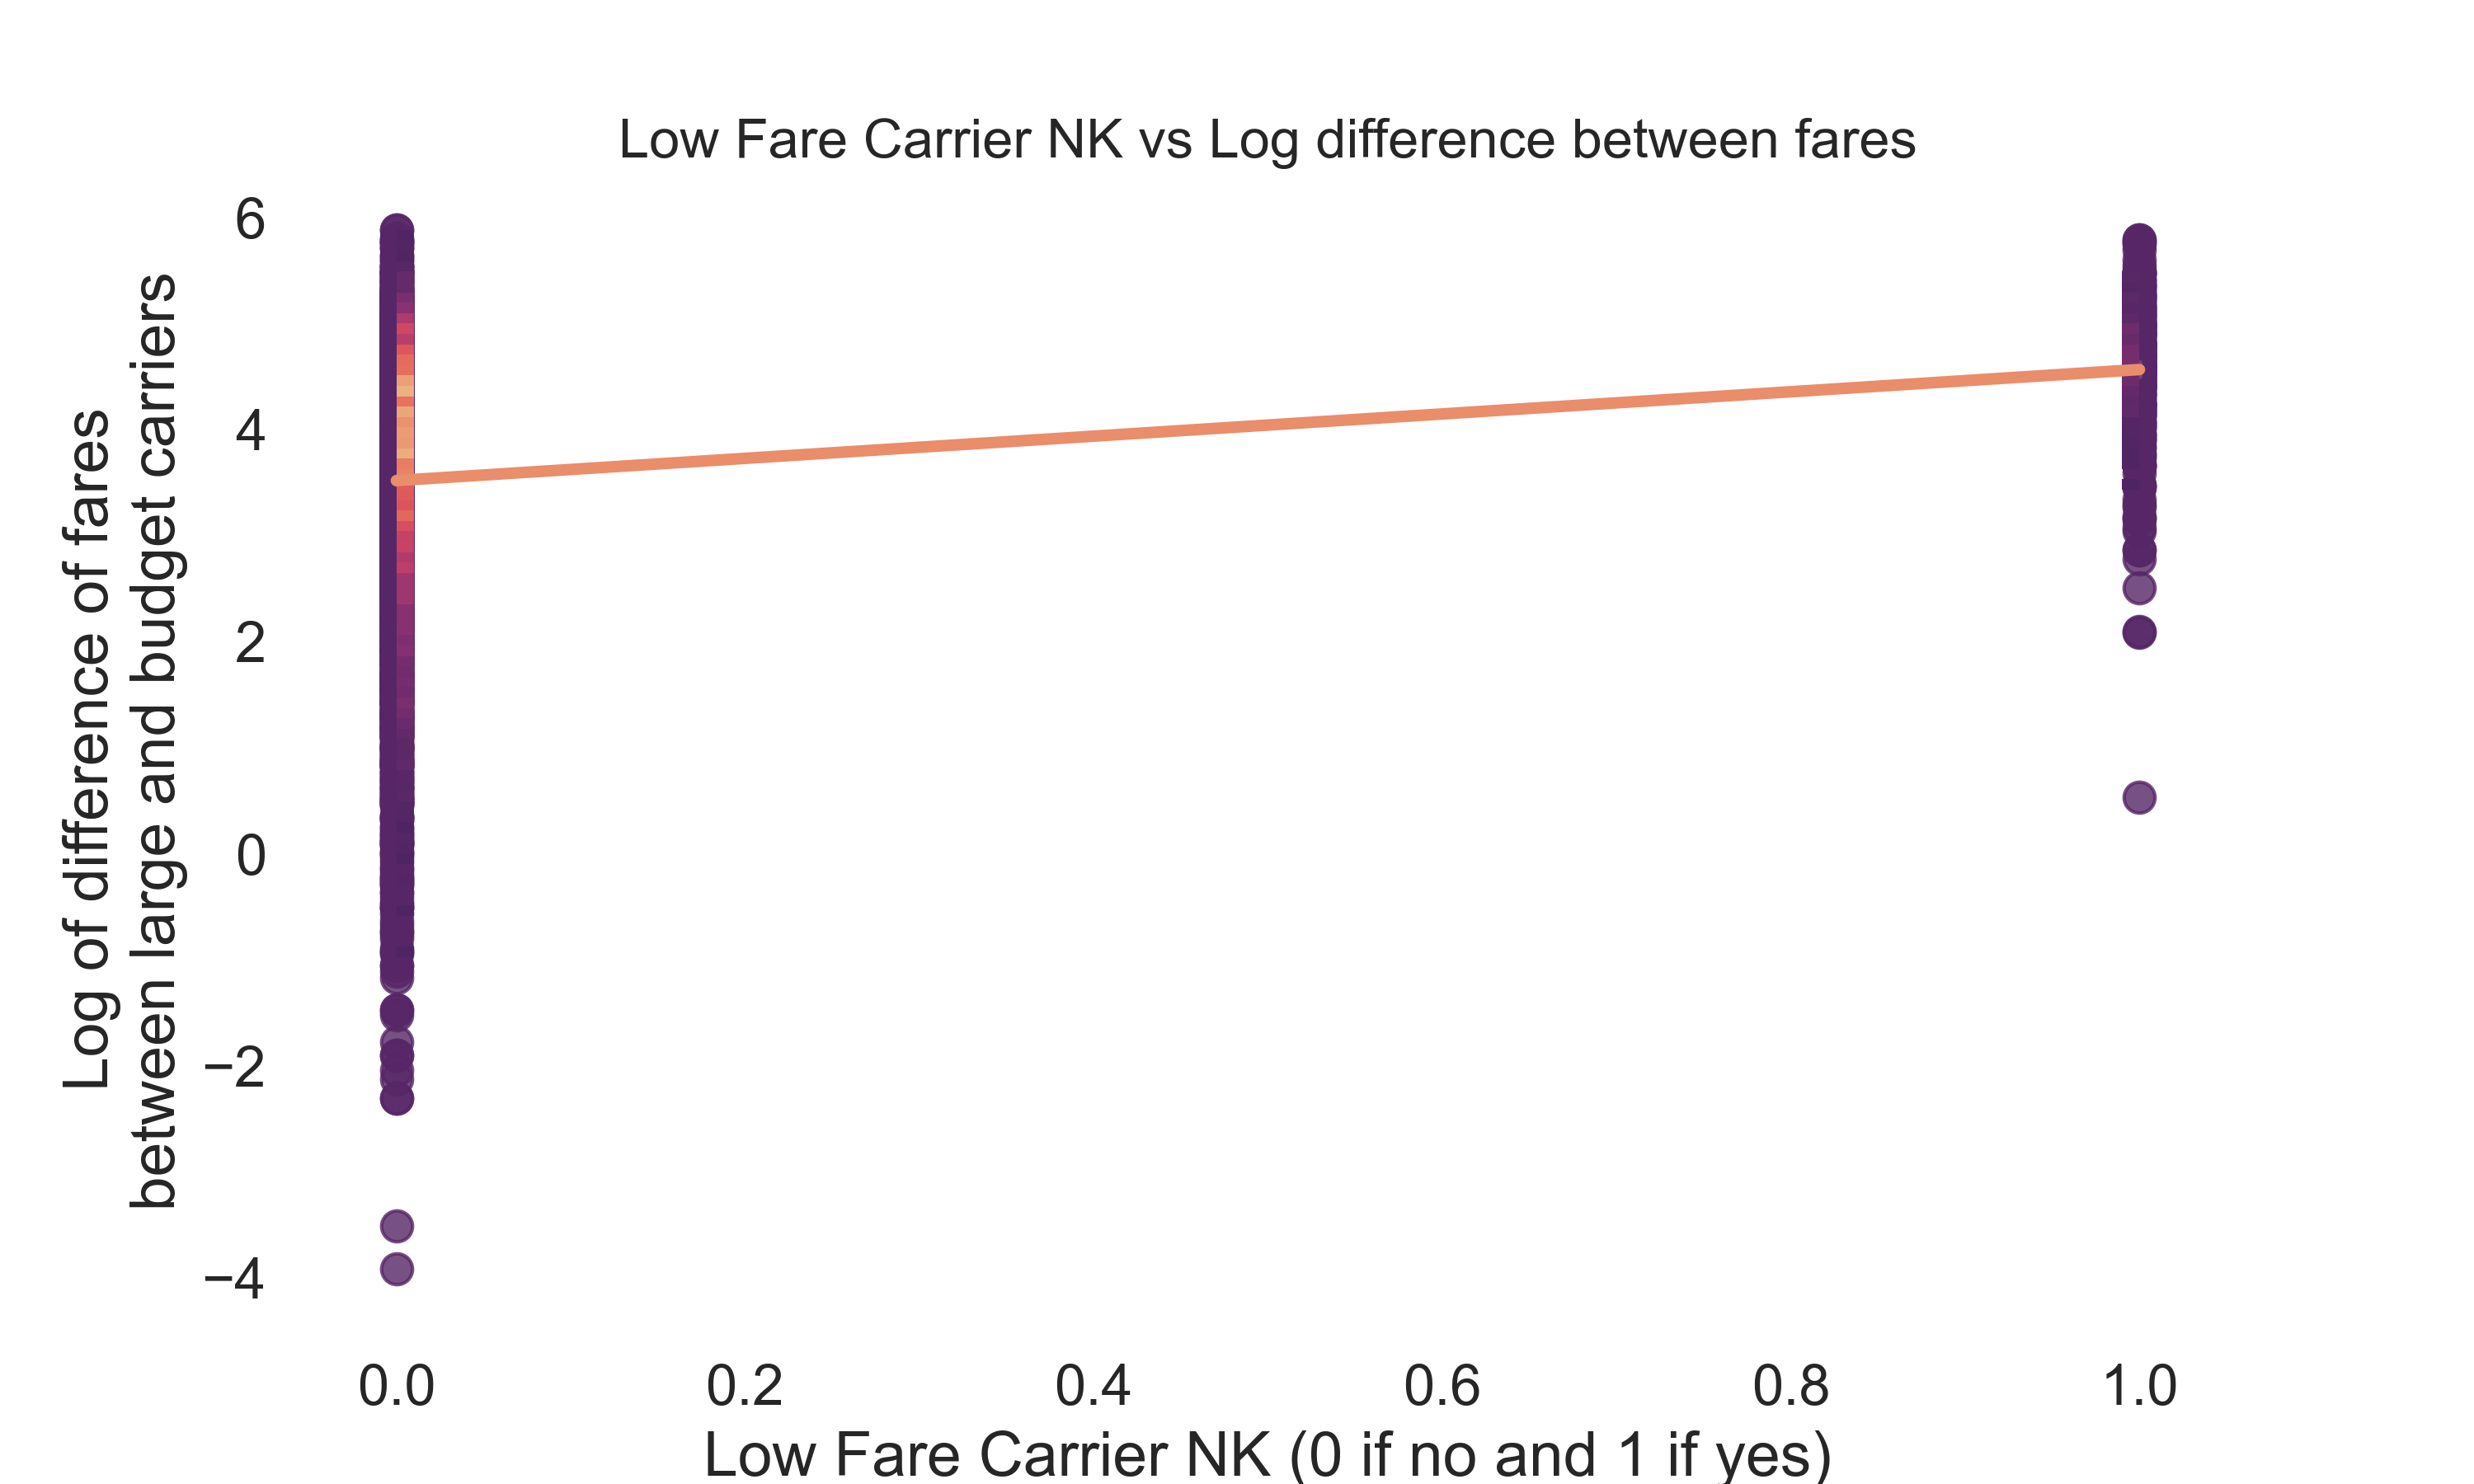 Low Fare Carrier NK vs Log difference between fares
Log of difference of fares
between large and budget carriers
6
4
2
0
−2
−4
0.0 0.2 0.4 0.6 0.8 1.0
Low Fare Carrier NK (0 if no and 1 if yes)